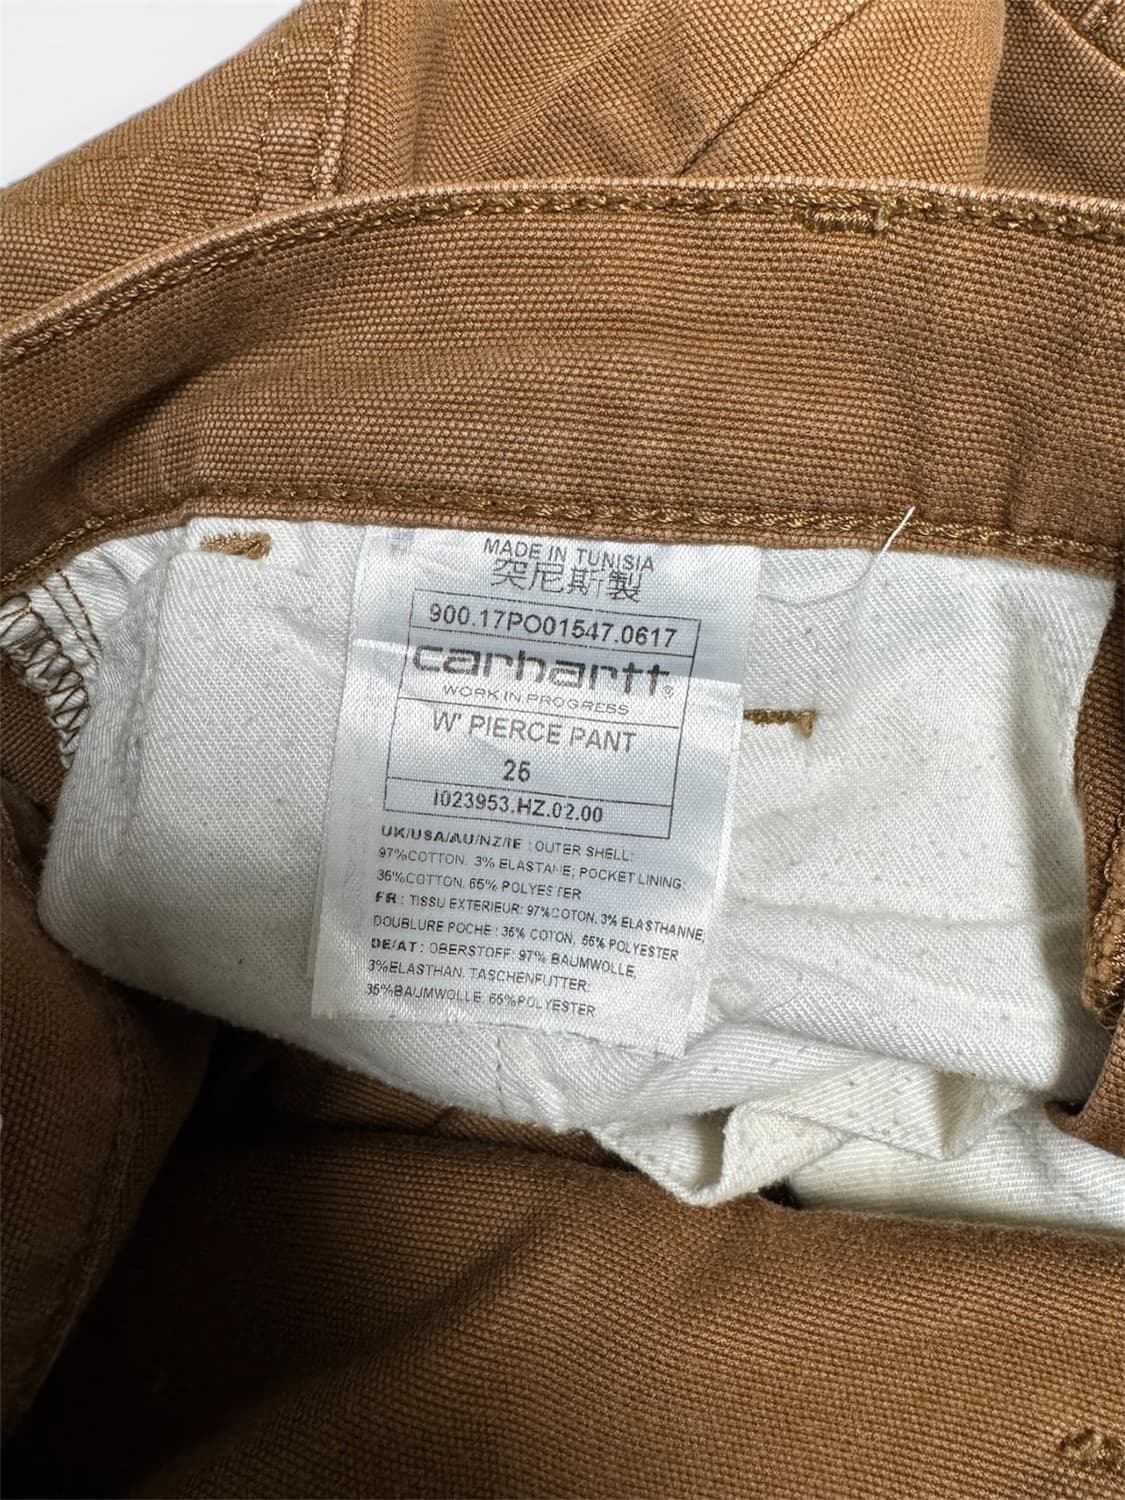 MADE IN TUNISIA
突尼斯製
900.17PO01547.0617
carhartt®
WORK IN PROGRESS
W' PIERCE PANT
26
I023953.HZ.02.00
UK/USA/AU/NZ/IE : OUTER SHELL:
97%COTTON, 3% ELASTANE; POCKET LINING:
35%COTTON, 65% POLYESTER
FR : TISSU EXTERIEUR: 97%COTON, 3% ELASTHANNE;
DOUBLURE POCHE : 35% COTON, 65% POLYESTER
DE/AT : OBERSTOFF: 97% BAUMWOLLE,
3%ELASTHAN, TASCHENFUTTER:
35%BAUMWOLLE, 65%POLYESTER